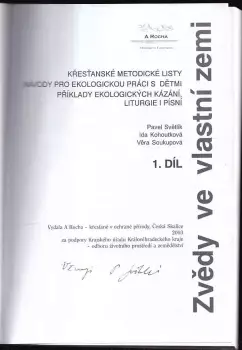 A ROCHA
KŘESŤANSKÉ METODICKÉ LISTY
NÁVODY PRO EKOLOGICKOU PRÁCI S DĚTMI
PŘÍKLADY EKOLOGICKÝCH KÁZÁNÍ,
LITURGIE I PÍSNÍ
Pavel Světlík
Ida Kohoutková
Věra Soukupová
1. DÍL
Zvědy ve vlastní zemi
Vydala A Rocha – křesťané v ochraně přírody, Česká Skalice
2003
za podpory Krajského úřadu Královéhradeckého kraje
– odboru životního prostředí a zemědělství